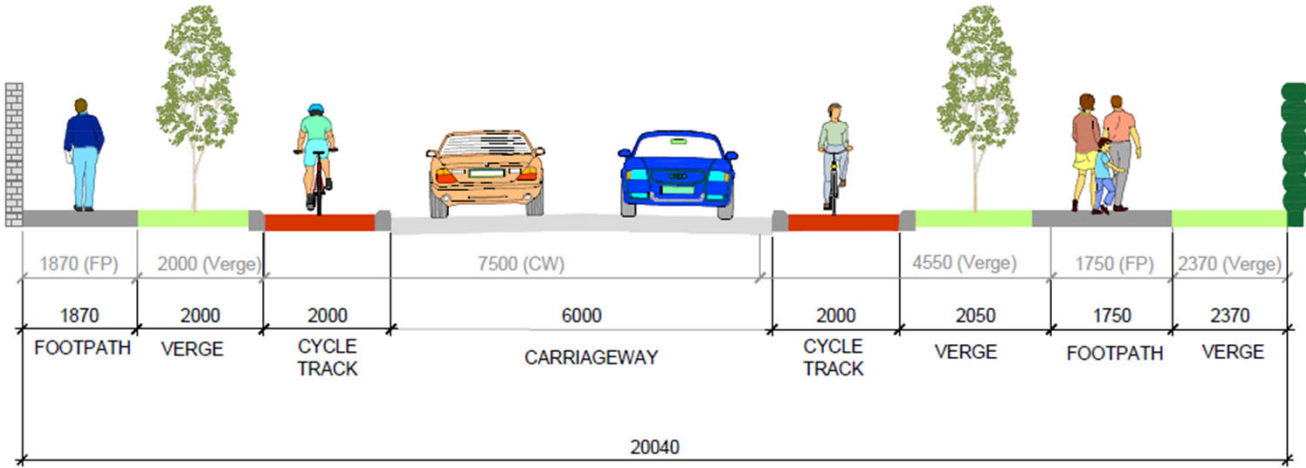 1870 (FP) 2000 (Verge) 7500 (CW) 4550 (Verge) 1750 (FP) 2370 (Verge)
1870 2000 2000 6000 2000 2050 1750 2370
FOOTPATH VERGE CYCLE TRACK CARRIAGEWAY CYCLE TRACK VERGE FOOTPATH VERGE
20040